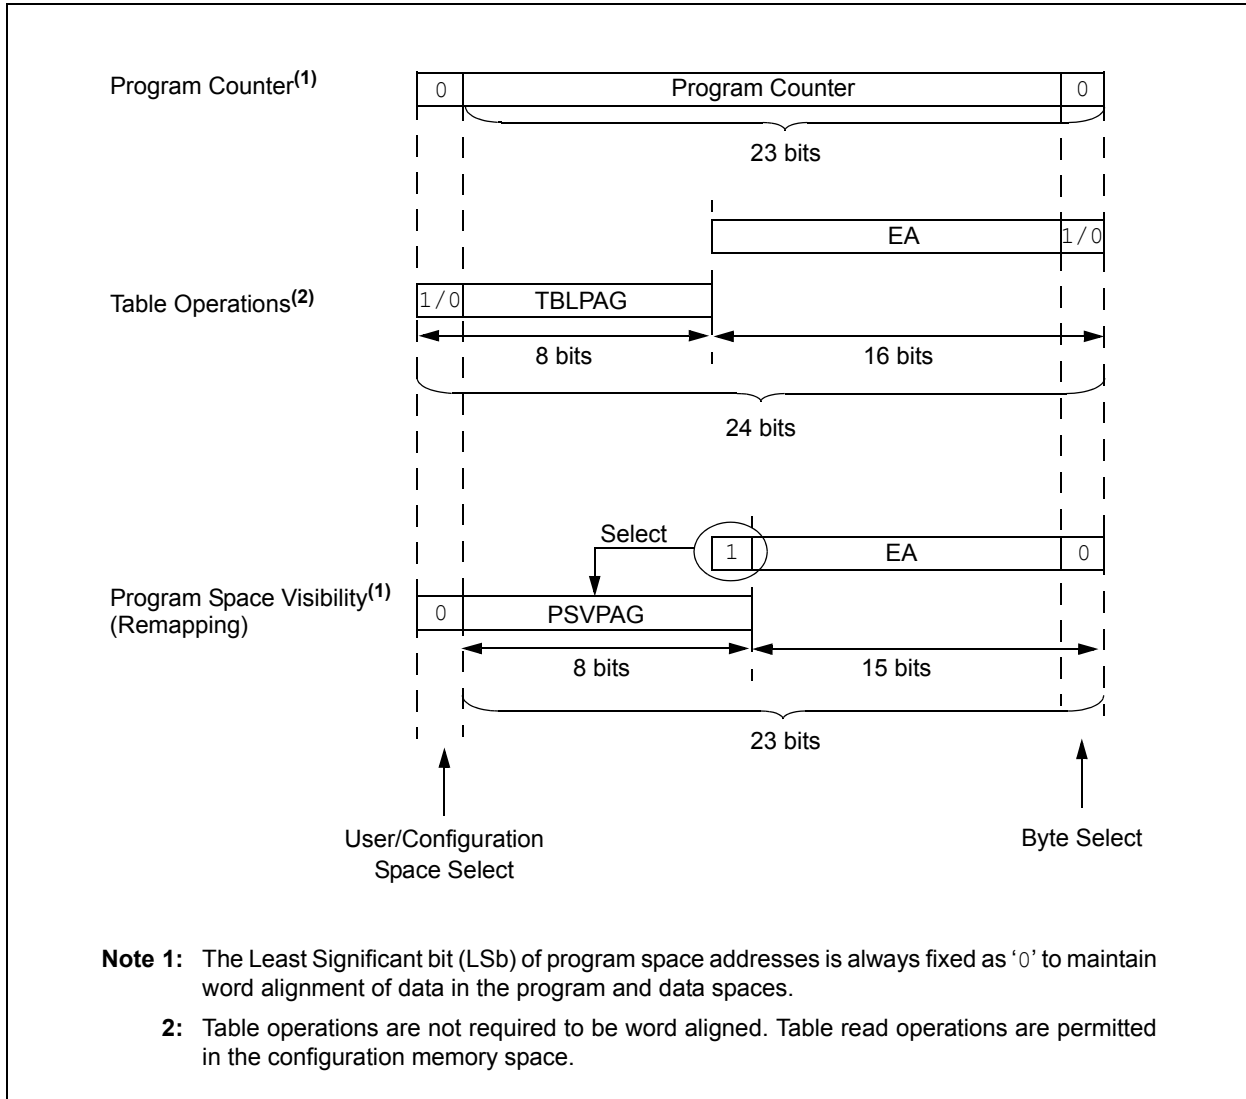 Program Counter(1)
0 Program Counter 0
23 bits
EA 1/0
Table Operations(2)
1/0 TBLPAG
8 bits 16 bits
24 bits
Select
1 EA 0
Program Space Visibility(1)
(Remapping)
0 PSVPAG
8 bits 15 bits
23 bits
User/Configuration
Space Select
Byte Select
Note 1: The Least Significant bit (LSb) of program space addresses is always fixed as ‘0’ to maintain
word alignment of data in the program and data spaces.
2: Table operations are not required to be word aligned. Table read operations are permitted
in the configuration memory space.